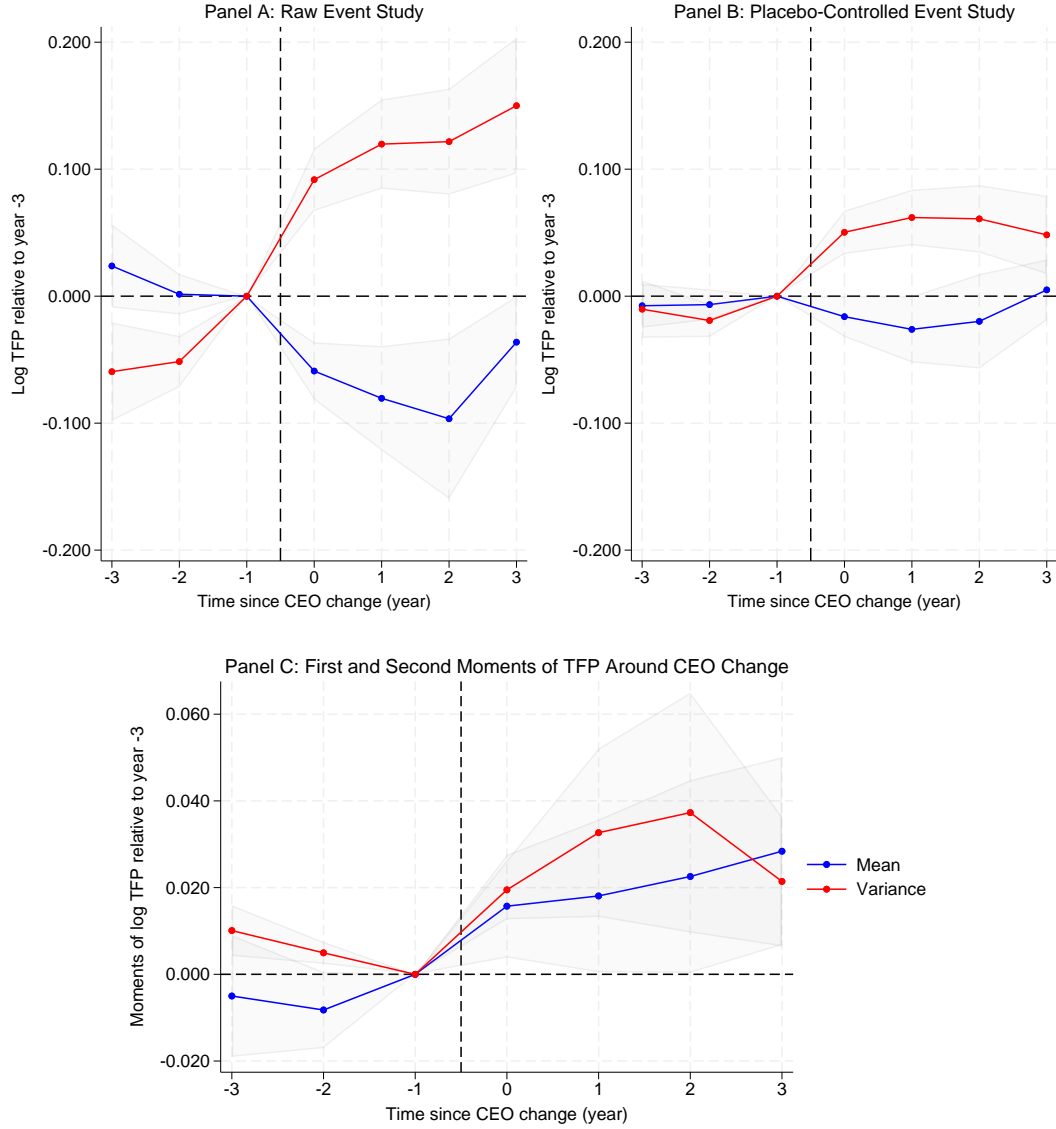 Panel A: Raw Event Study
0.200
0.100
0.000
-0.100
-0.200
Log TFP relative to year -3
-3 -2 -1 0 1 2 3
Time since CEO change (year)
Panel B: Placebo-Controlled Event Study
0.200
0.100
0.000
-0.100
-0.200
Log TFP relative to year -3
-3 -2 -1 0 1 2 3
Time since CEO change (year)
Panel C: First and Second Moments of TFP Around CEO Change
0.060
0.040
0.020
0.000
-0.020
Moments of log TFP relative to year -3
-3 -2 -1 0 1 2 3
Time since CEO change (year)
Mean
Variance